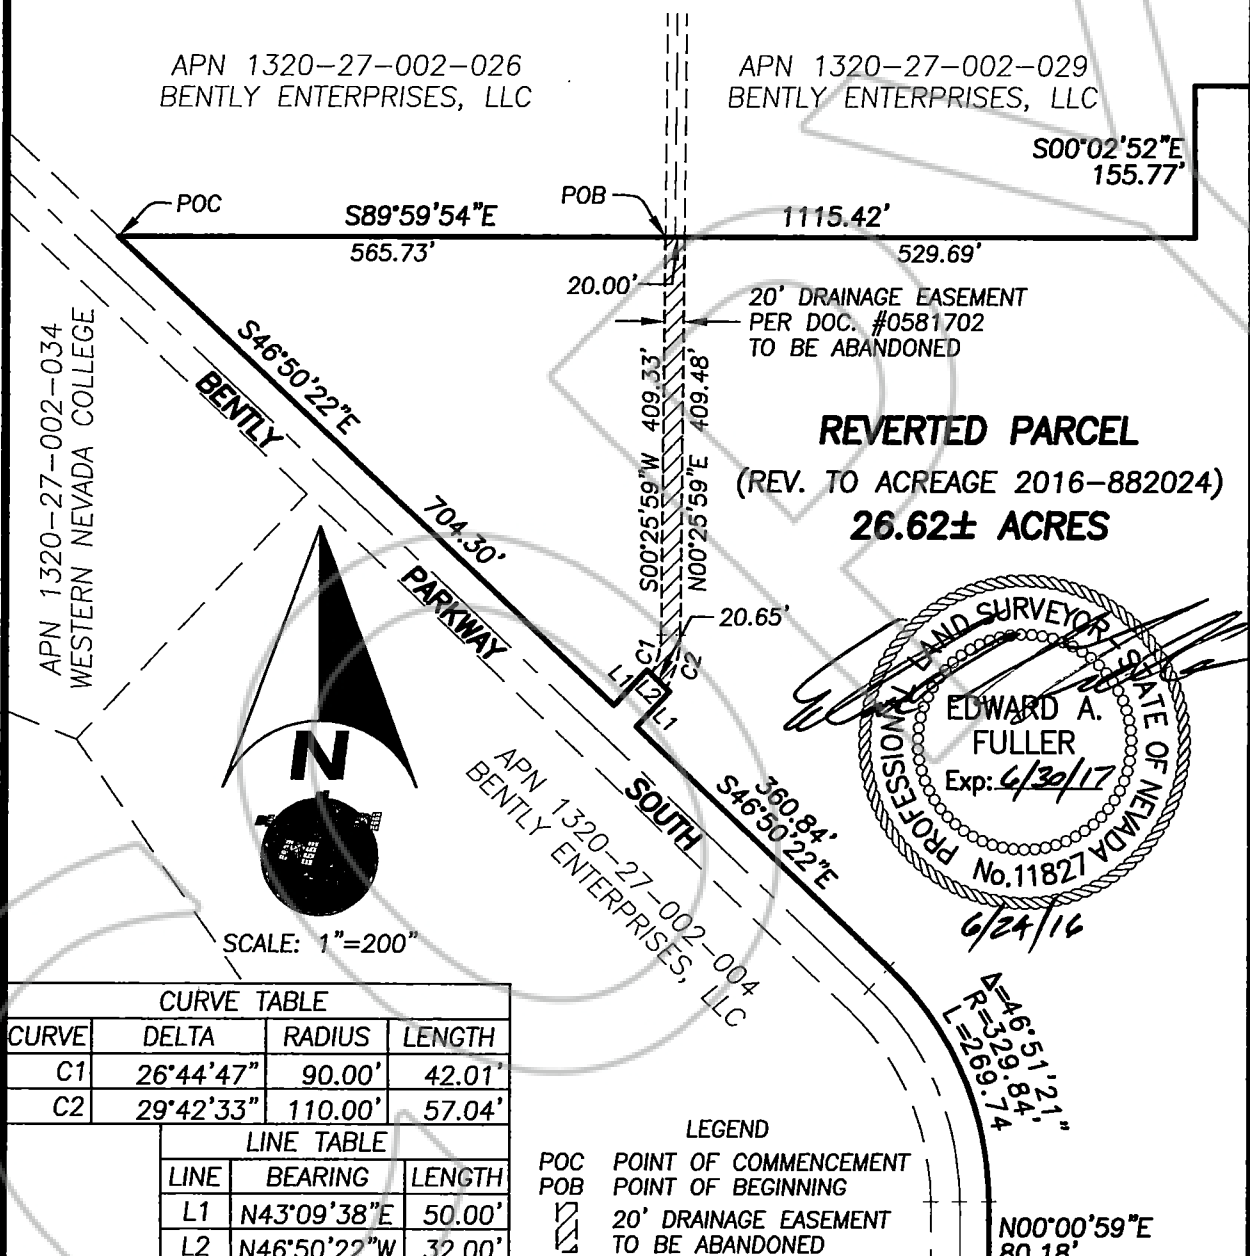 APN 1320-27-002-026
BENTLY ENTERPRISES, LLC
APN 1320-27-002-029
BENTLY ENTERPRISES, LLC
S00°02'52"E
155.77'
POC
S89°59'54"E
565.73'
POB
1115.42'
529.69'
20.00'
20' DRAINAGE EASEMENT
PER DOC. #0581702
TO BE ABANDONED
APN 1320-27-002-034
WESTERN NEVADA COLLEGE
S46°50'22"E
704.30'
BENTLY
PARKWAY
SOUTH
S00°25'59"W 409.33'
N00°25'59"E 409.48'
REVERTED PARCEL
(REV. TO ACREAGE 2016-882024)
26.62± ACRES
20.65'
C1
C2
L1
L2
L1
PROFESSIONAL LAND SURVEYOR - STATE OF NEVADA
EDWARD A.
FULLER
Exp: 6/30/17
No. 11827
6/24/16
N
APN 1320-27-002-004
BENTLY ENTERPRISES, LLC
360.84'
S46°50'22"E
SCALE: 1"=200"
Δ=46°51'21"
R=329.84'
L=269.74
CURVE TABLE
CURVE DELTA RADIUS LENGTH
C1 26°44'47" 90.00' 42.01'
C2 29°42'33" 110.00' 57.04'
LINE TABLE
LINE BEARING LENGTH
L1 N43°09'38"E 50.00'
L2 N46°50'22"W 32.00'
LEGEND
POC POINT OF COMMENCEMENT
POB POINT OF BEGINNING
20' DRAINAGE EASEMENT
TO BE ABANDONED
N00°00'59"E
80.18'